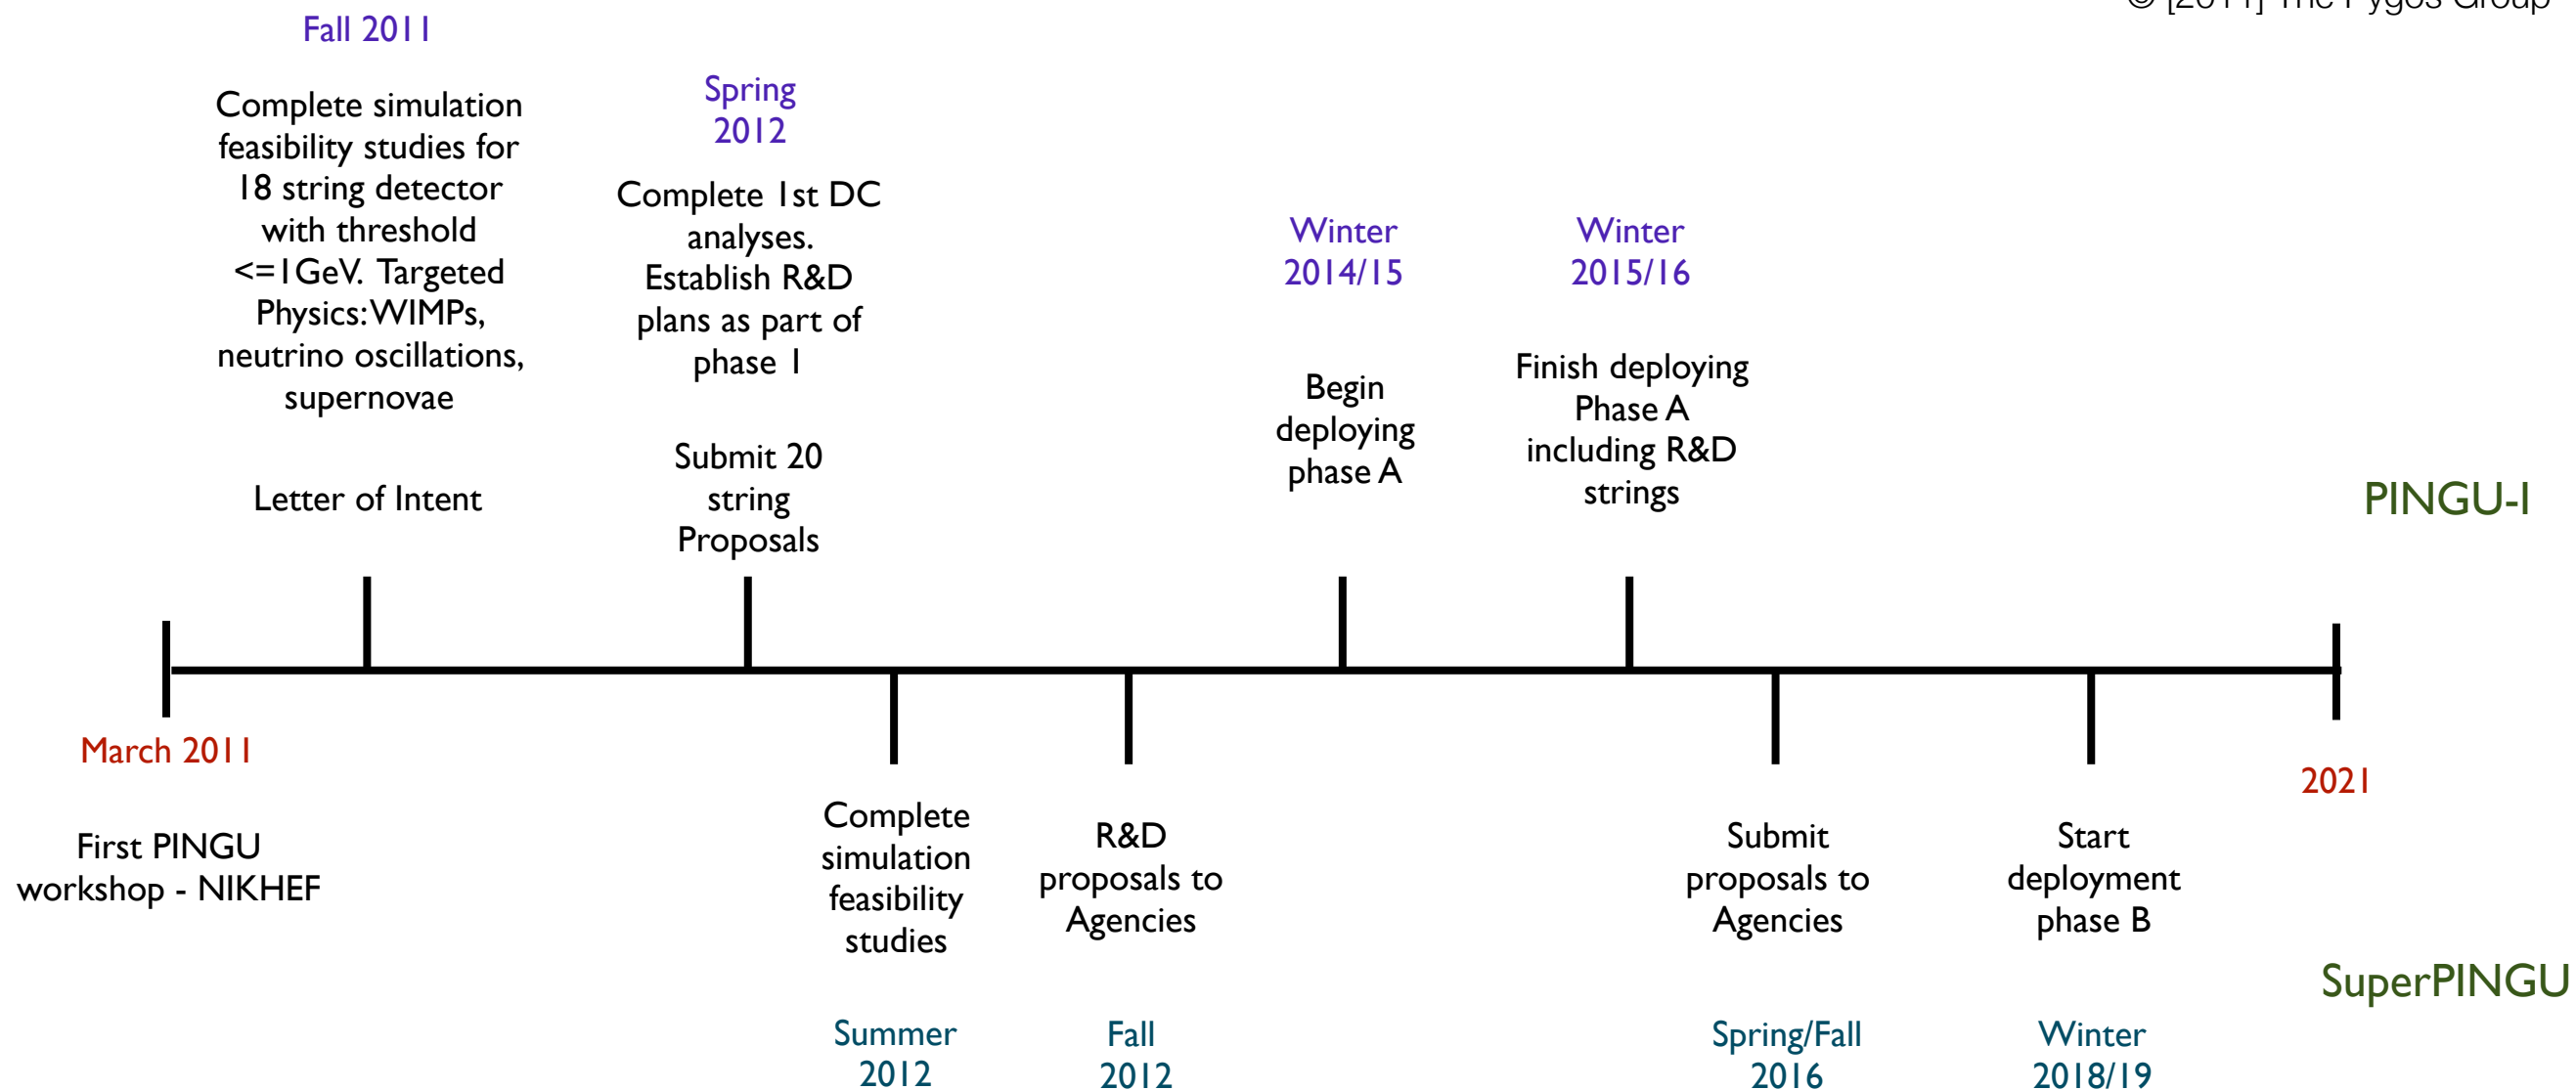 © [2011] The Pygos Group
Fall 2011
Complete simulation
feasibility studies for
18 string detector
with threshold
<=1GeV. Targeted
Physics: WIMPs,
neutrino oscillations,
supernovae
Letter of Intent
Spring
2012
Complete 1st DC
analyses.
Establish R&D
plans as part of
phase 1
Submit 20
string
Proposals
Winter
2014/15
Begin
deploying
phase A
Winter
2015/16
Finish deploying
Phase A
including R&D
strings
PINGU-I
March 2011
First PINGU
workshop - NIKHEF
Complete
simulation
feasibility
studies
Summer
2012
R&D
proposals to
Agencies
Fall
2012
Submit
proposals to
Agencies
Spring/Fall
2016
Start
deployment
phase B
Winter
2018/19
2021
SuperPINGU